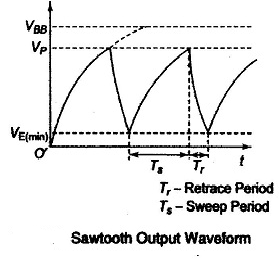 V_BB
V_P
V_E(min)
O
t
T_s T_r
T_r – Retrace Period
T_s – Sweep Period
Sawtooth Output Waveform